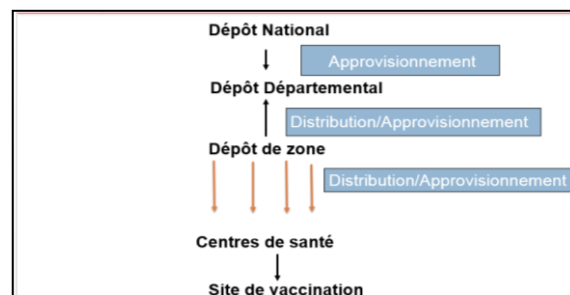 Dépôt National
Approvisionnement
Dépôt Départemental
Distribution/Approvisionnement
Dépôt de zone
Distribution/Approvisionnement
Centres de santé
Site de vaccination